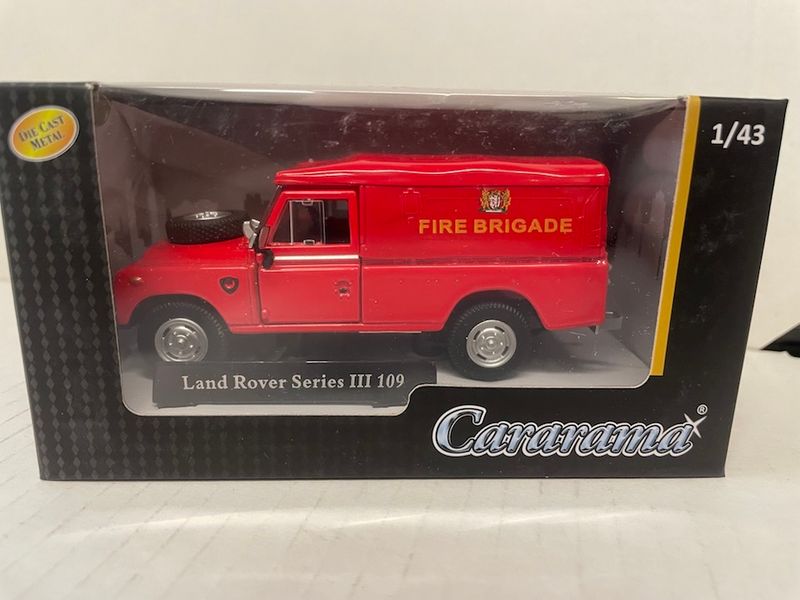 DIE CAST
METAL
1/43
FIRE BRIGADE
Land Rover Series III 109
Cararama®